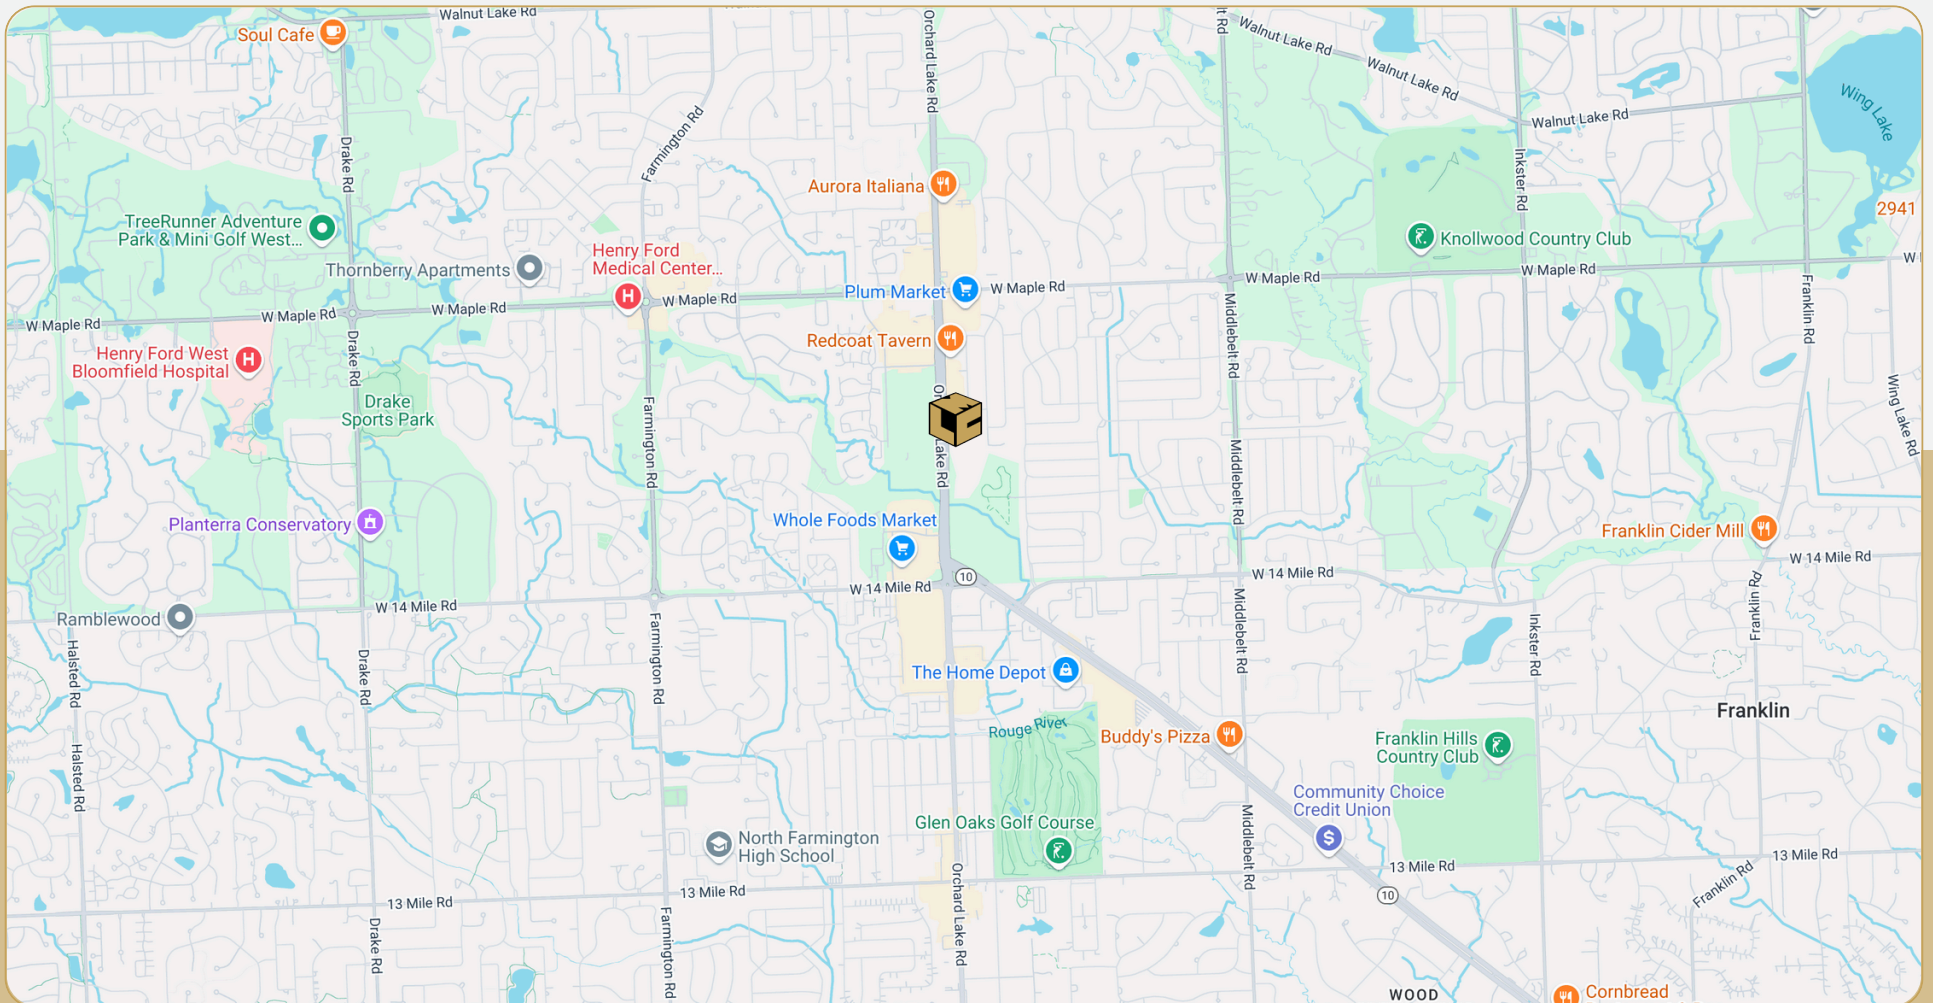 Walnut Lake Rd
Soul Cafe
Orchard Lake Rd
lt Rd
Walnut Lake Rd
Walnut Lake Rd
Wing Lake
Walnut Lake Rd
Farmington Rd
Drake Rd
Inkster Rd
Aurora Italiana
2941
TreeRunner Adventure
Park & Mini Golf West...
Knollwood Country Club
Henry Ford
Medical Center...
H
Thornberry Apartments
W Maple Rd
W Maple Rd
W Maple Rd
W Maple Rd
W Maple Rd
W Maple Rd
W Maple Rd
W
Plum Market
Franklin Rd
Redcoat Tavern
Middlebelt Rd
Drake Rd
Henry Ford West
Bloomfield Hospital
H
Drake
Sports Park
Wing Lake Rd
Farmington Rd
Or
Lake Rd
Middlebelt Rd
Planterra Conservatory
Whole Foods Market
Franklin Cider Mill
W 14 Mile Rd
W 14 Mile Rd
10
W 14 Mile Rd
W 14 Mile Rd
Ramblewood
Franklin Rd
Middlebelt Rd
Inkster Rd
Halsted Rd
Drake Rd
Farmington Rd
The Home Depot
Franklin
Rouge River
Buddy's Pizza
Franklin Hills
Country Club
Halsted Rd
Community Choice
Credit Union
$
Glen Oaks Golf Course
Middlebelt Rd
North Farmington
High School
13 Mile Rd
13 Mile Rd
13 Mile Rd
13 Mile Rd
Franklin Rd
10
Orchard Lake Rd
Drake Rd
Farmington Rd
WOOD
Cornbread